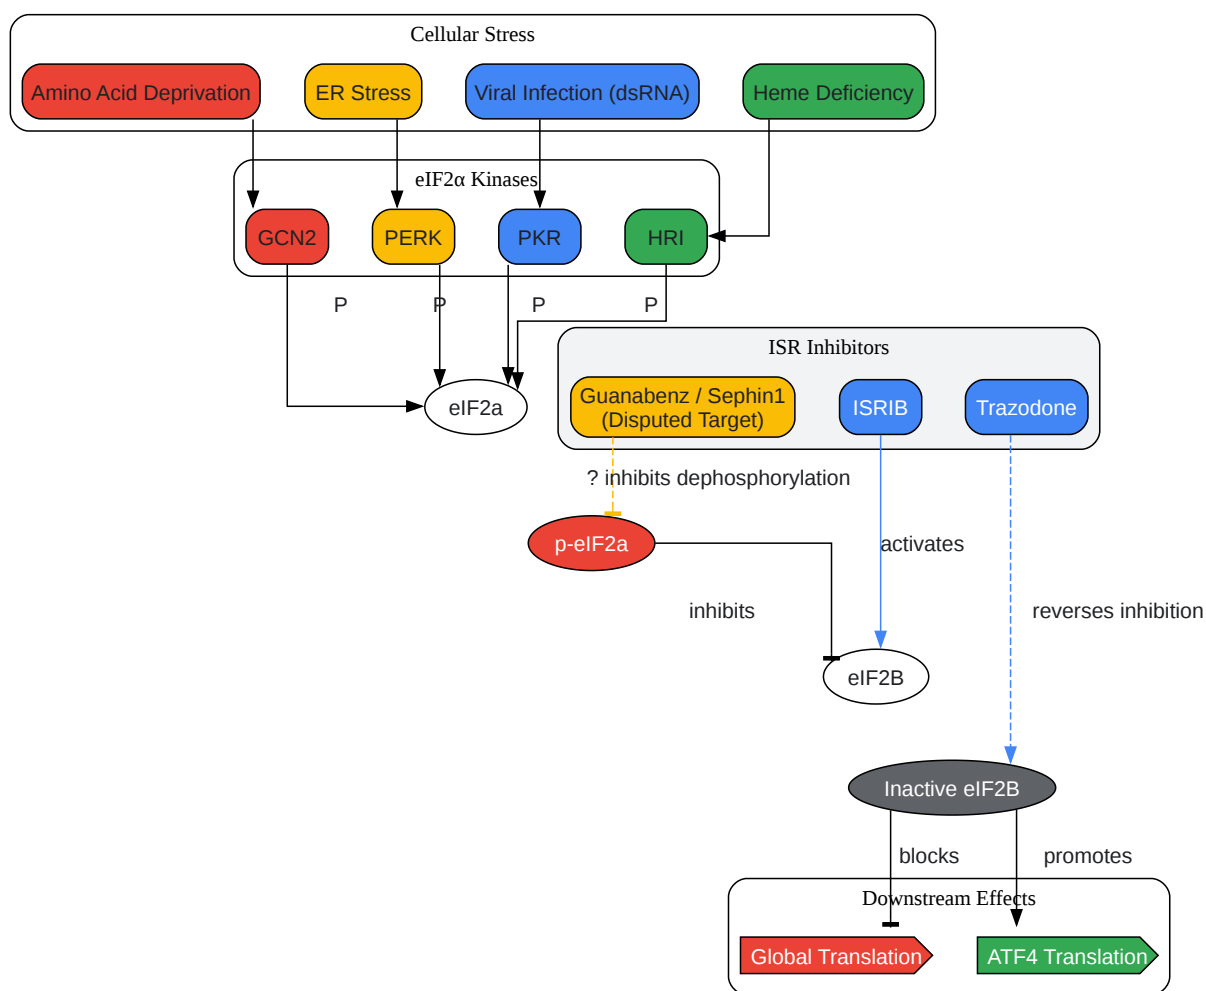 Cellular Stress
Amino Acid Deprivation
ER Stress
Viral Infection (dsRNA)
Heme Deficiency
eIF2α Kinases
GCN2
PERK
PKR
HRI
P
P
P
P
ISR Inhibitors
Guanabenz / Sephin1
(Disputed Target)
ISRIB
Trazodone
eIF2a
? inhibits dephosphorylation
p-eIF2a
activates
inhibits
reverses inhibition
eIF2B
Inactive eIF2B
blocks
promotes
Downstream Effects
Global Translation
ATF4 Translation